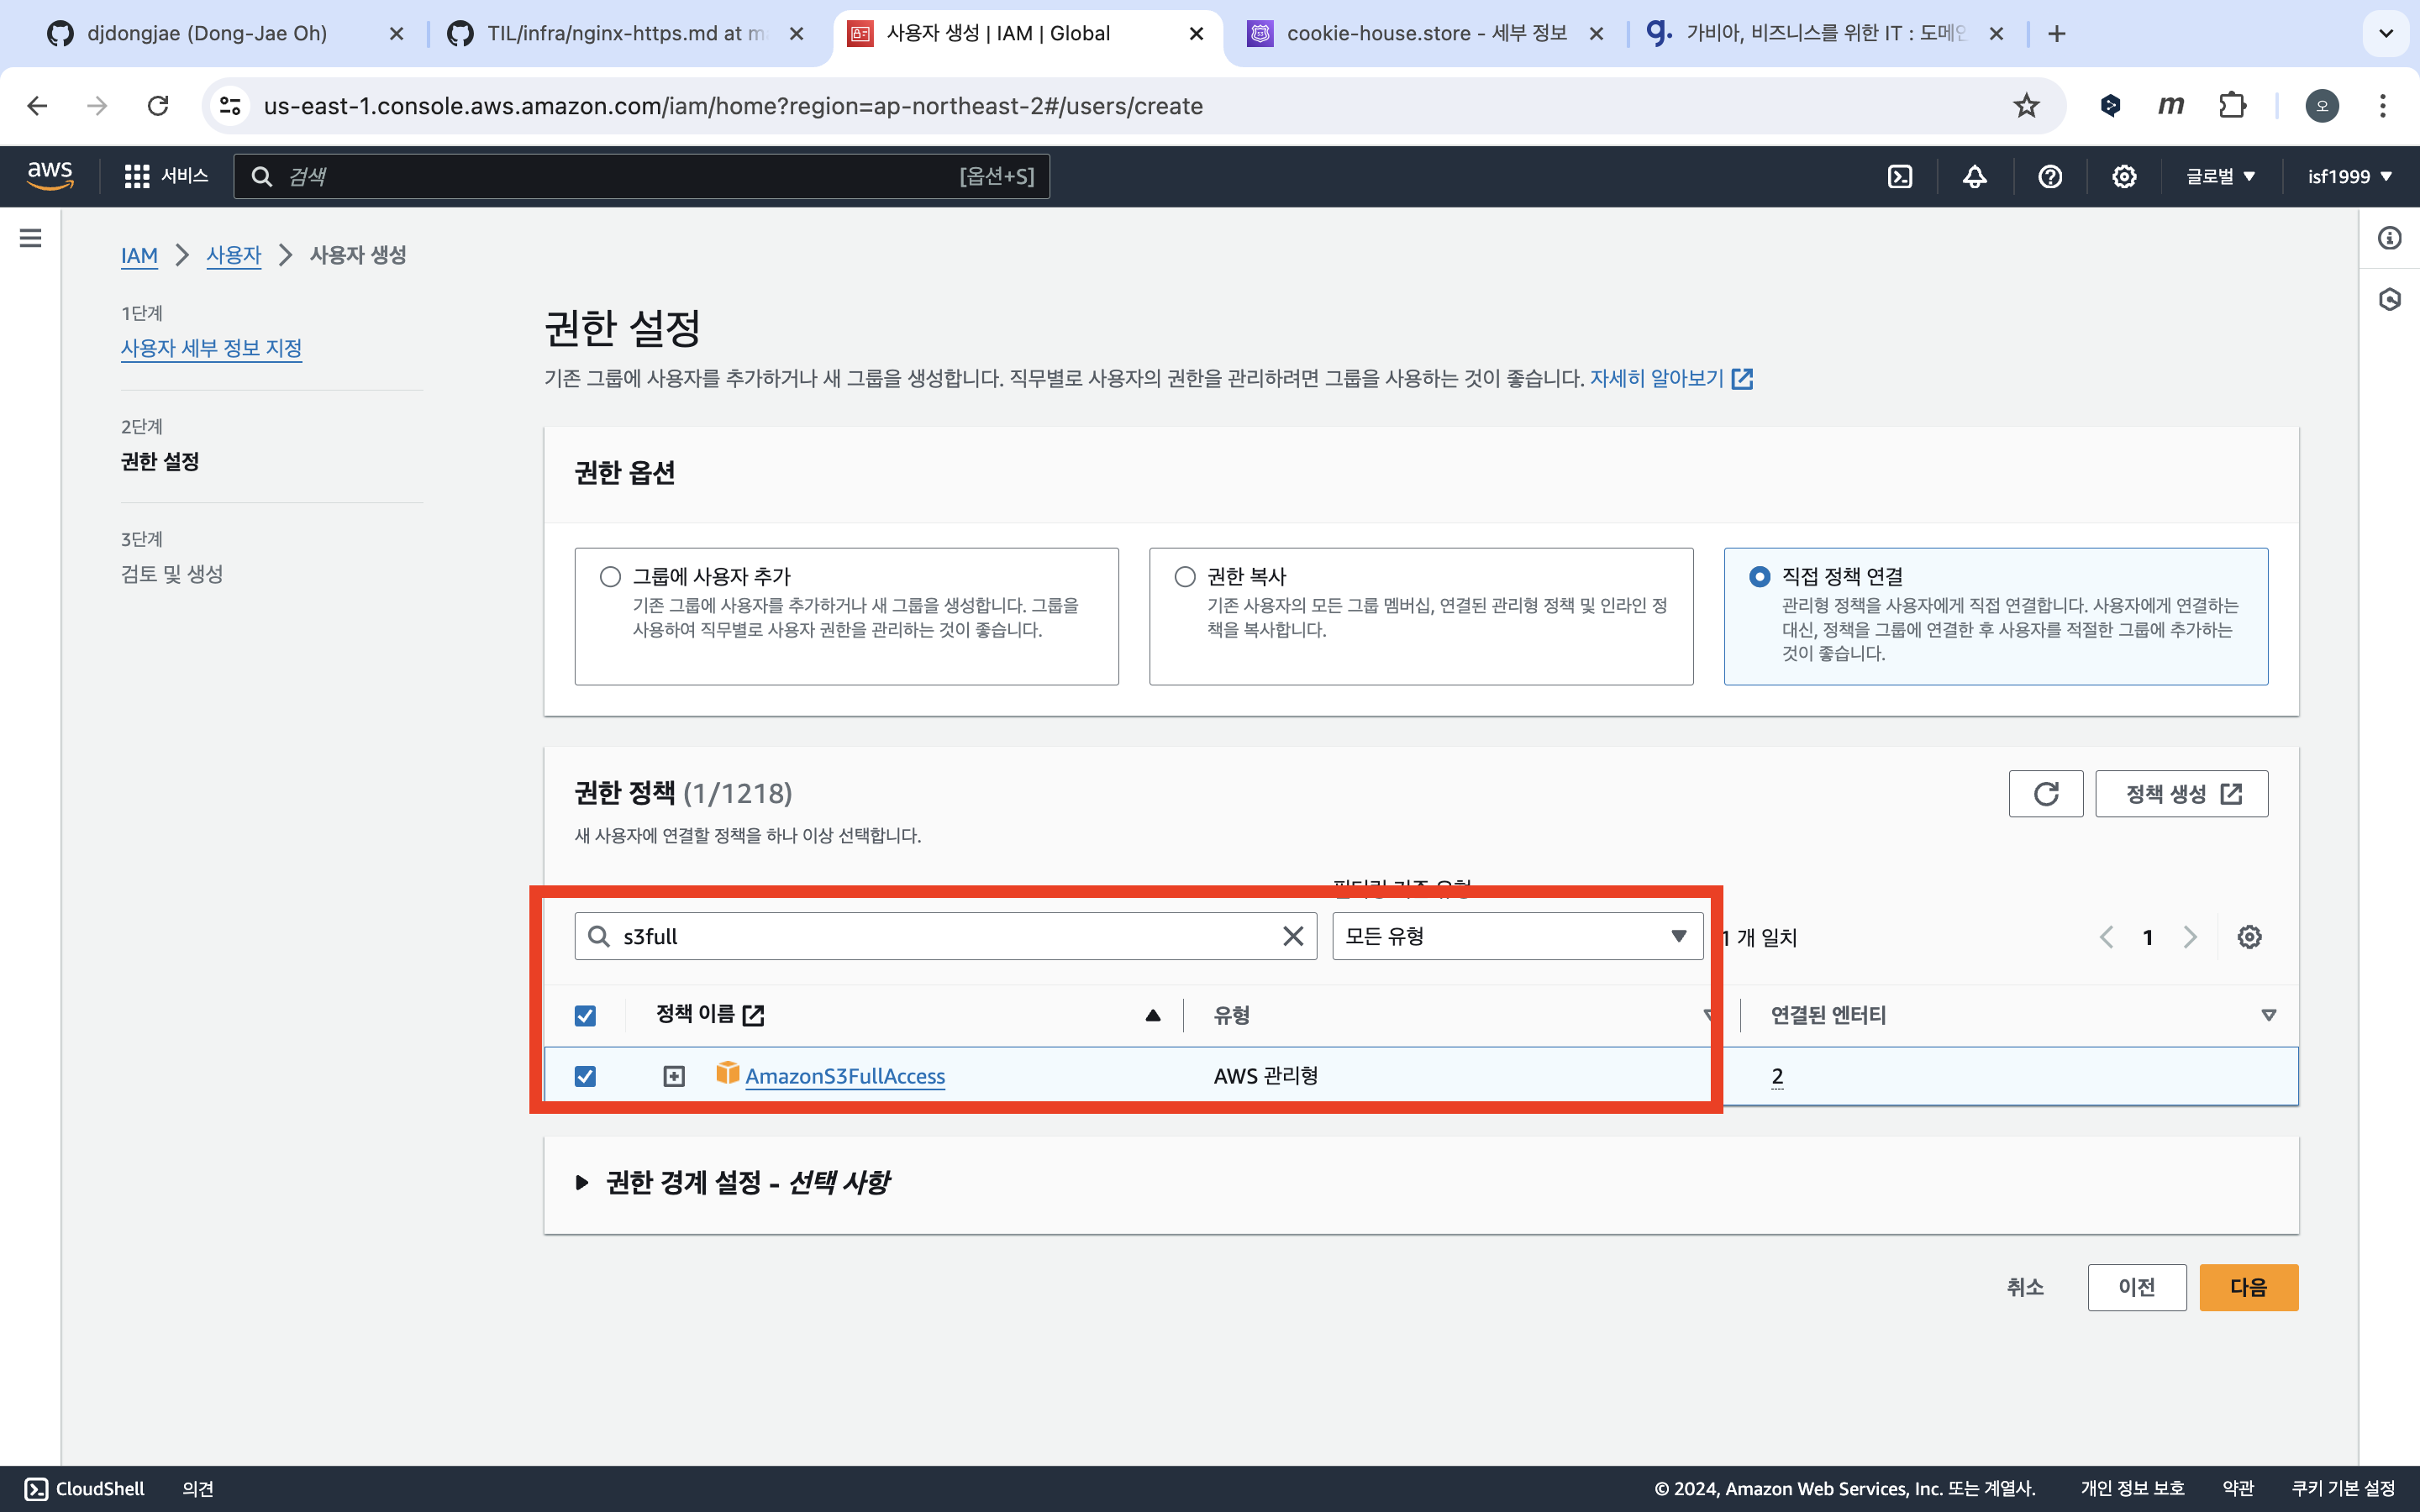 djdongjae (Dong-Jae Oh)
TIL/infra/nginx-https.md at m
사용자 생성 | IAM | Global
cookie-house.store - 세부 정보
가비아, 비즈니스를 위한 IT : 도메인
us-east-1.console.aws.amazon.com/iam/home?region=ap-northeast-2#/users/create
m
오
aws
서비스
검색
[옵션+S]
글로벌
isf1999
IAM
사용자
사용자 생성
1단계
사용자 세부 정보 지정
2단계
권한 설정
3단계
검토 및 생성
권한 설정
기존 그룹에 사용자를 추가하거나 새 그룹을 생성합니다. 직무별로 사용자의 권한을 관리하려면 그룹을 사용하는 것이 좋습니다. 자세히 알아보기
권한 옵션
그룹에 사용자 추가
기존 그룹에 사용자를 추가하거나 새 그룹을 생성합니다. 그룹을
사용하여 직무별로 사용자 권한을 관리하는 것이 좋습니다.
권한 복사
기존 사용자의 모든 그룹 멤버십, 연결된 관리형 정책 및 인라인 정
책을 복사합니다.
직접 정책 연결
관리형 정책을 사용자에게 직접 연결합니다. 사용자에게 연결하는
대신, 정책을 그룹에 연결한 후 사용자를 적절한 그룹에 추가하는
것이 좋습니다.
권한 정책 (1/1218)
새 사용자에 연결할 정책을 하나 이상 선택합니다.
정책 생성
s3full
모든 유형
1 개 일치
1
정책 이름
유형
연결된 엔터티
AmazonS3FullAccess
AWS 관리형
2
권한 경계 설정 - 선택 사항
취소
이전
다음
CloudShell
의견
© 2024, Amazon Web Services, Inc. 또는 계열사.
개인 정보 보호
약관
쿠키 기본 설정